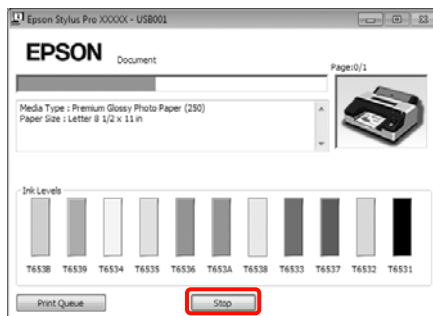 Epson Stylus Pro XXXXX - USB001
EPSON Document
Page:0/1
Media Type : Premium Glossy Photo Paper (250)
Paper Size : Letter 8 1/2 x 11 in
Ink Levels
T653B T6539 T6534 T6535 T6536 T653A T6538 T6533 T6537 T6532 T6531
Print Queue Stop